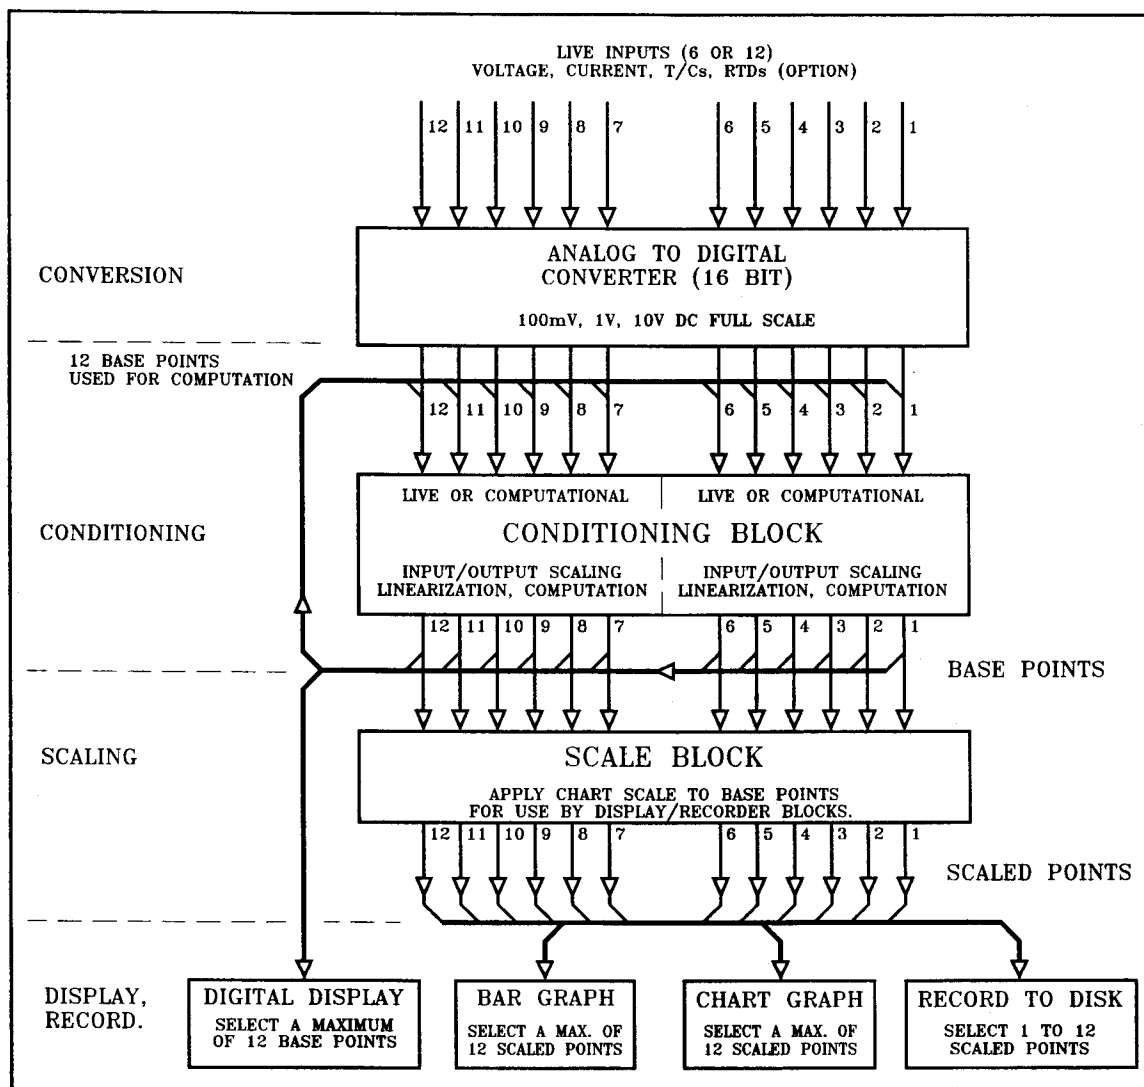 LIVE INPUTS (6 OR 12)
VOLTAGE, CURRENT, T/Cs, RTDs (OPTION)
12 11 10 9 8 7 6 5 4 3 2 1
CONVERSION
ANALOG TO DIGITAL
CONVERTER (16 BIT)
100mV, 1V, 10V DC FULL SCALE
12 BASE POINTS
USED FOR COMPUTATION
12 11 10 9 8 7 6 5 4 3 2 1
CONDITIONING
LIVE OR COMPUTATIONAL LIVE OR COMPUTATIONAL
CONDITIONING BLOCK
INPUT/OUTPUT SCALING INPUT/OUTPUT SCALING
LINEARIZATION, COMPUTATION LINEARIZATION, COMPUTATION
12 11 10 9 8 7 6 5 4 3 2 1
BASE POINTS
SCALING
SCALE BLOCK
APPLY CHART SCALE TO BASE POINTS
FOR USE BY DISPLAY/RECORDER BLOCKS.
12 11 10 9 8 7 6 5 4 3 2 1
SCALED POINTS
DISPLAY,
RECORD.
DIGITAL DISPLAY
SELECT A MAXIMUM
OF 12 BASE POINTS
BAR GRAPH
SELECT A MAX. OF
12 SCALED POINTS
CHART GRAPH
SELECT A MAX. OF
12 SCALED POINTS
RECORD TO DISK
SELECT 1 TO 12
SCALED POINTS